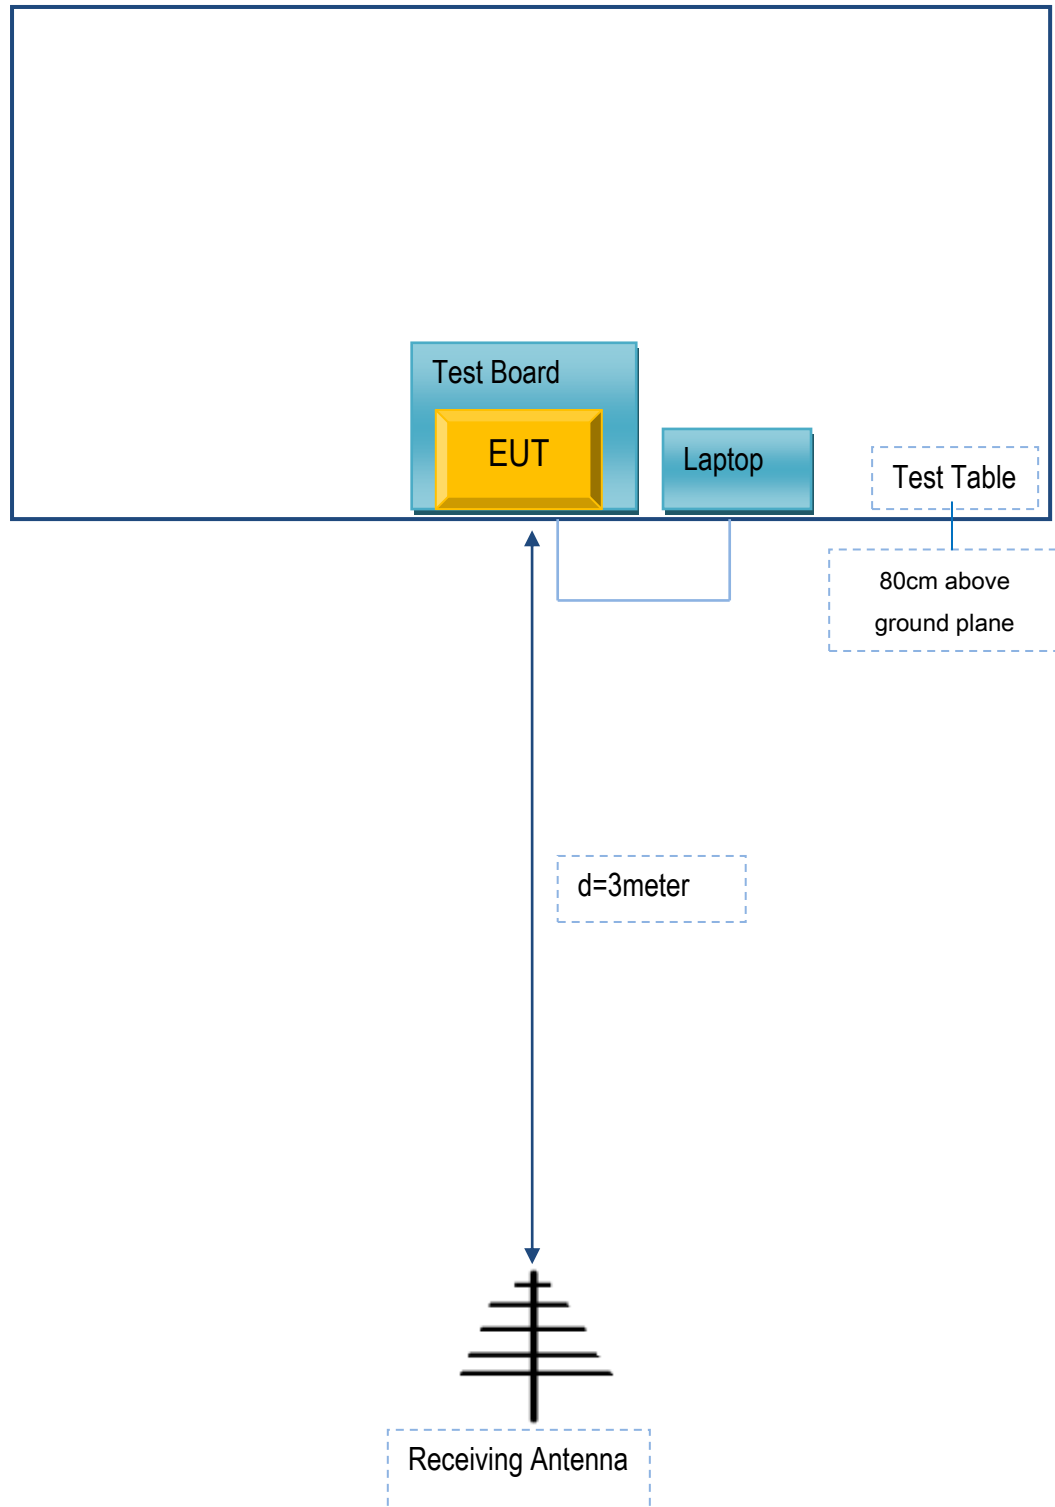 Test Board
EUT
Laptop
Test Table
80cm above
ground plane
d=3meter
Receiving Antenna